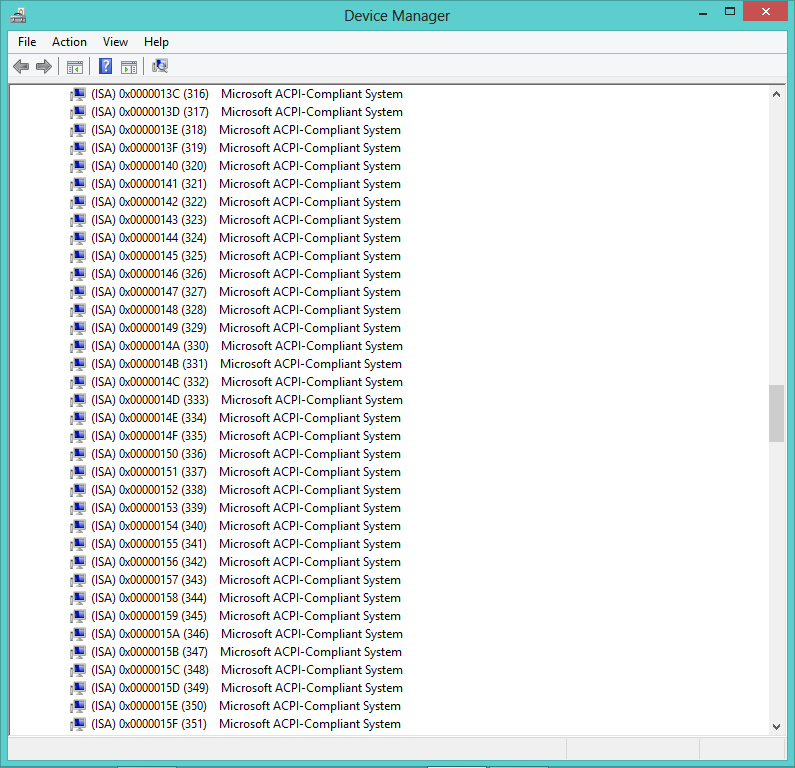 Device Manager
File Action View Help
(ISA) 0x0000013C (316) Microsoft ACPI-Compliant System
(ISA) 0x0000013D (317) Microsoft ACPI-Compliant System
(ISA) 0x0000013E (318) Microsoft ACPI-Compliant System
(ISA) 0x0000013F (319) Microsoft ACPI-Compliant System
(ISA) 0x00000140 (320) Microsoft ACPI-Compliant System
(ISA) 0x00000141 (321) Microsoft ACPI-Compliant System
(ISA) 0x00000142 (322) Microsoft ACPI-Compliant System
(ISA) 0x00000143 (323) Microsoft ACPI-Compliant System
(ISA) 0x00000144 (324) Microsoft ACPI-Compliant System
(ISA) 0x00000145 (325) Microsoft ACPI-Compliant System
(ISA) 0x00000146 (326) Microsoft ACPI-Compliant System
(ISA) 0x00000147 (327) Microsoft ACPI-Compliant System
(ISA) 0x00000148 (328) Microsoft ACPI-Compliant System
(ISA) 0x00000149 (329) Microsoft ACPI-Compliant System
(ISA) 0x0000014A (330) Microsoft ACPI-Compliant System
(ISA) 0x0000014B (331) Microsoft ACPI-Compliant System
(ISA) 0x0000014C (332) Microsoft ACPI-Compliant System
(ISA) 0x0000014D (333) Microsoft ACPI-Compliant System
(ISA) 0x0000014E (334) Microsoft ACPI-Compliant System
(ISA) 0x0000014F (335) Microsoft ACPI-Compliant System
(ISA) 0x00000150 (336) Microsoft ACPI-Compliant System
(ISA) 0x00000151 (337) Microsoft ACPI-Compliant System
(ISA) 0x00000152 (338) Microsoft ACPI-Compliant System
(ISA) 0x00000153 (339) Microsoft ACPI-Compliant System
(ISA) 0x00000154 (340) Microsoft ACPI-Compliant System
(ISA) 0x00000155 (341) Microsoft ACPI-Compliant System
(ISA) 0x00000156 (342) Microsoft ACPI-Compliant System
(ISA) 0x00000157 (343) Microsoft ACPI-Compliant System
(ISA) 0x00000158 (344) Microsoft ACPI-Compliant System
(ISA) 0x00000159 (345) Microsoft ACPI-Compliant System
(ISA) 0x0000015A (346) Microsoft ACPI-Compliant System
(ISA) 0x0000015B (347) Microsoft ACPI-Compliant System
(ISA) 0x0000015C (348) Microsoft ACPI-Compliant System
(ISA) 0x0000015D (349) Microsoft ACPI-Compliant System
(ISA) 0x0000015E (350) Microsoft ACPI-Compliant System
(ISA) 0x0000015F (351) Microsoft ACPI-Compliant System